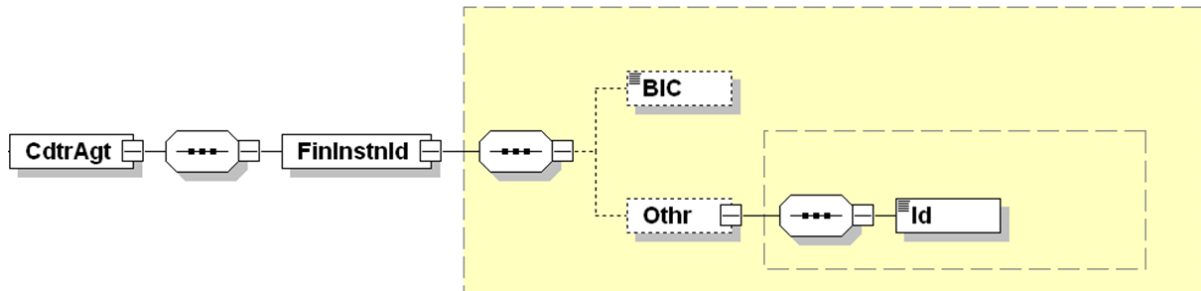 BIC
CdtrAgt
FinInstnId
Othr
Id